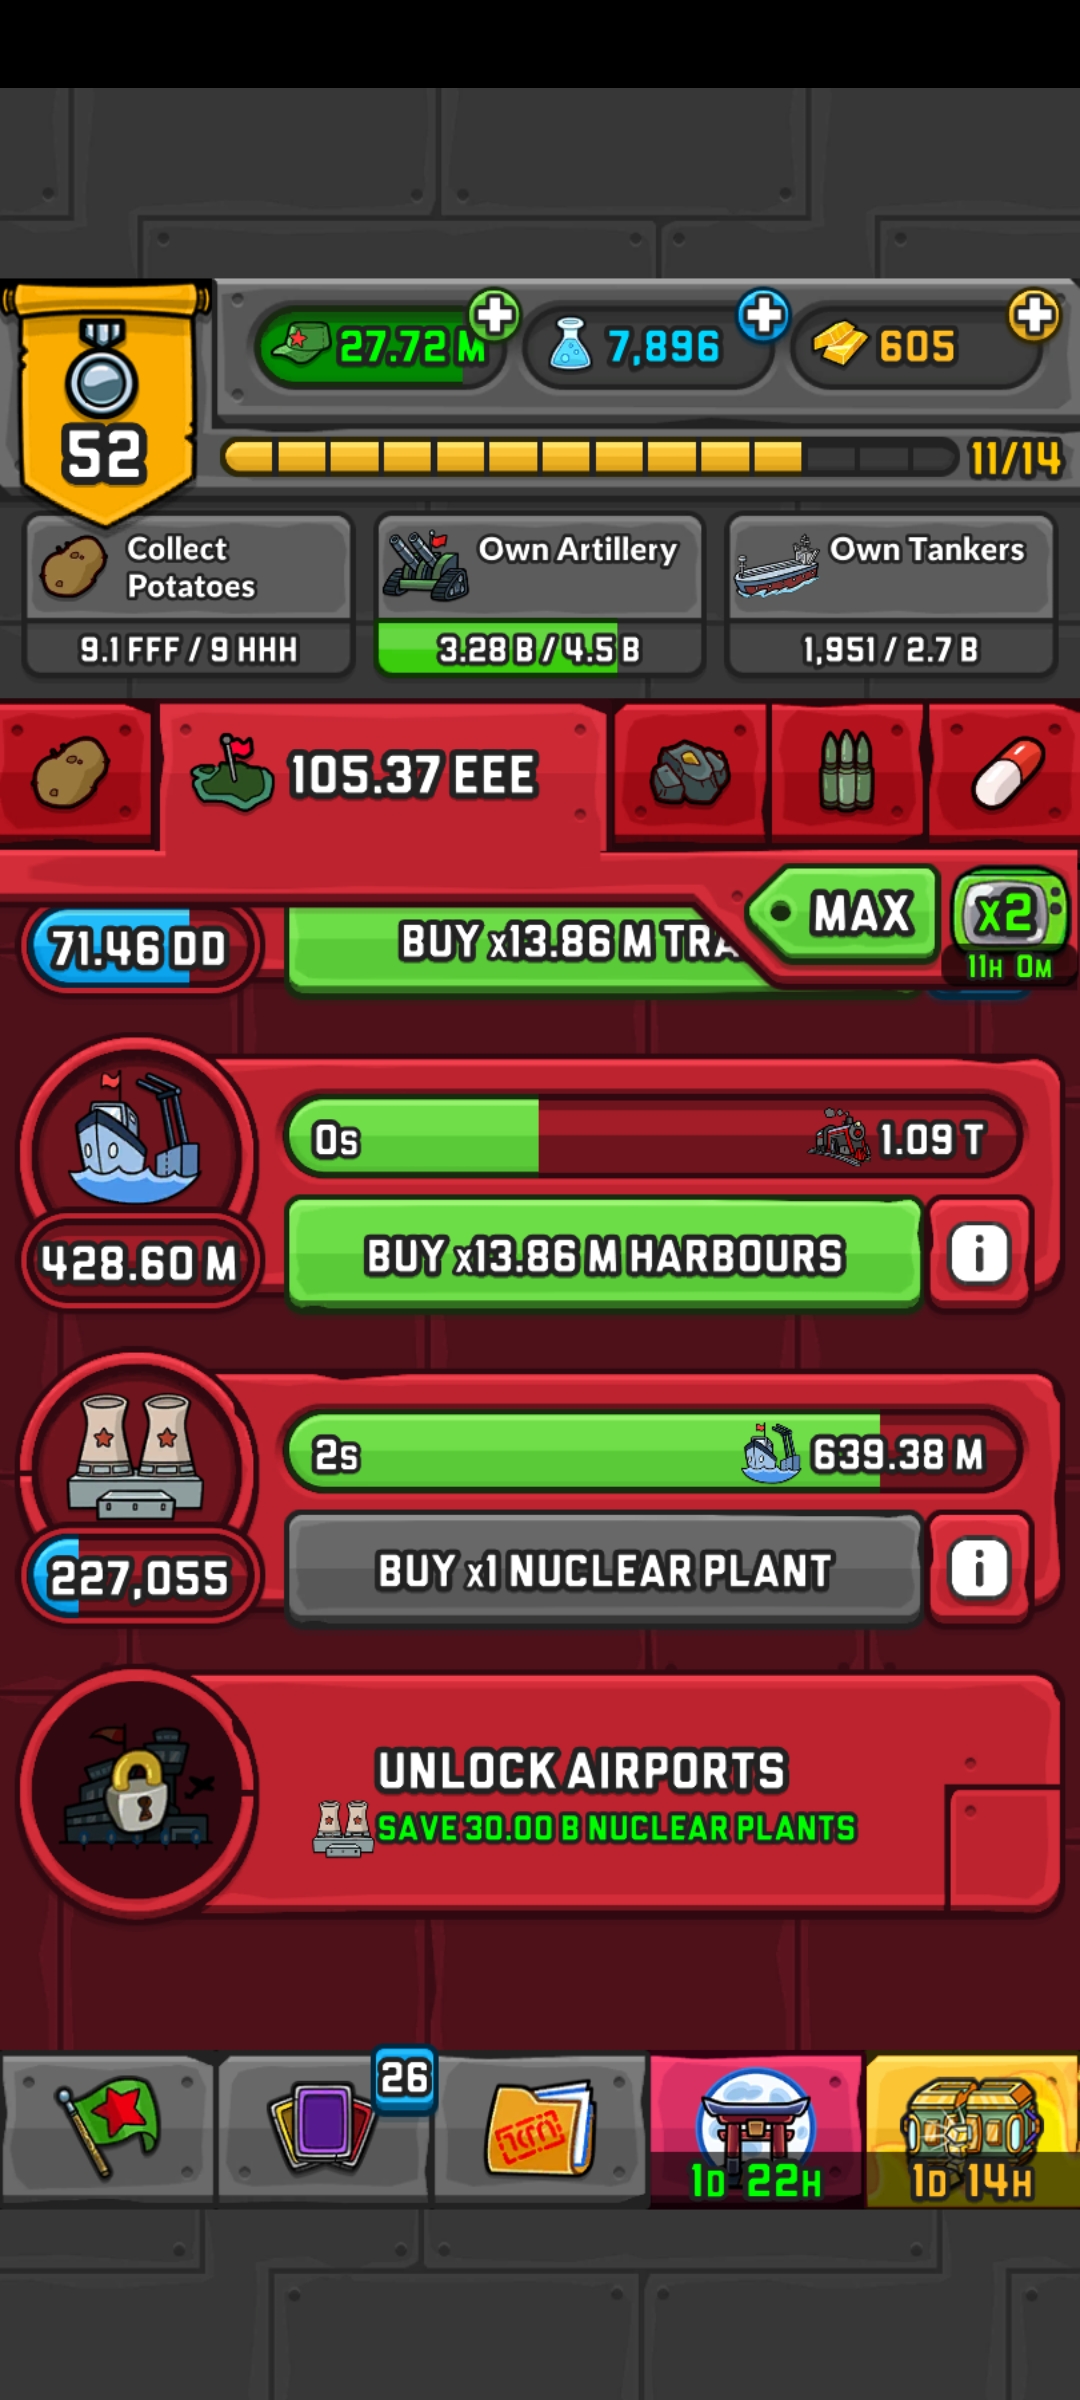 27.72 M
7,896
605
52
11/14
Collect
Potatoes
Own Artillery
Own Tankers
9.1 FFF / 9 HHH
3.28 B / 4.5 B
1,951 / 2.7 B
105.37 EEE
MAX
x2
11H 0M
71.46 DD
BUY x13.86 M
0s
1.09 T
428.60 M
BUY x13.86 M HARBOURS
i
2s
639.38 M
227,055
BUY x1 NUCLEAR PLANT
i
UNLOCK AIRPORTS
SAVE 30.00 B NUCLEAR PLANTS
26
1D 22H
1D 14H